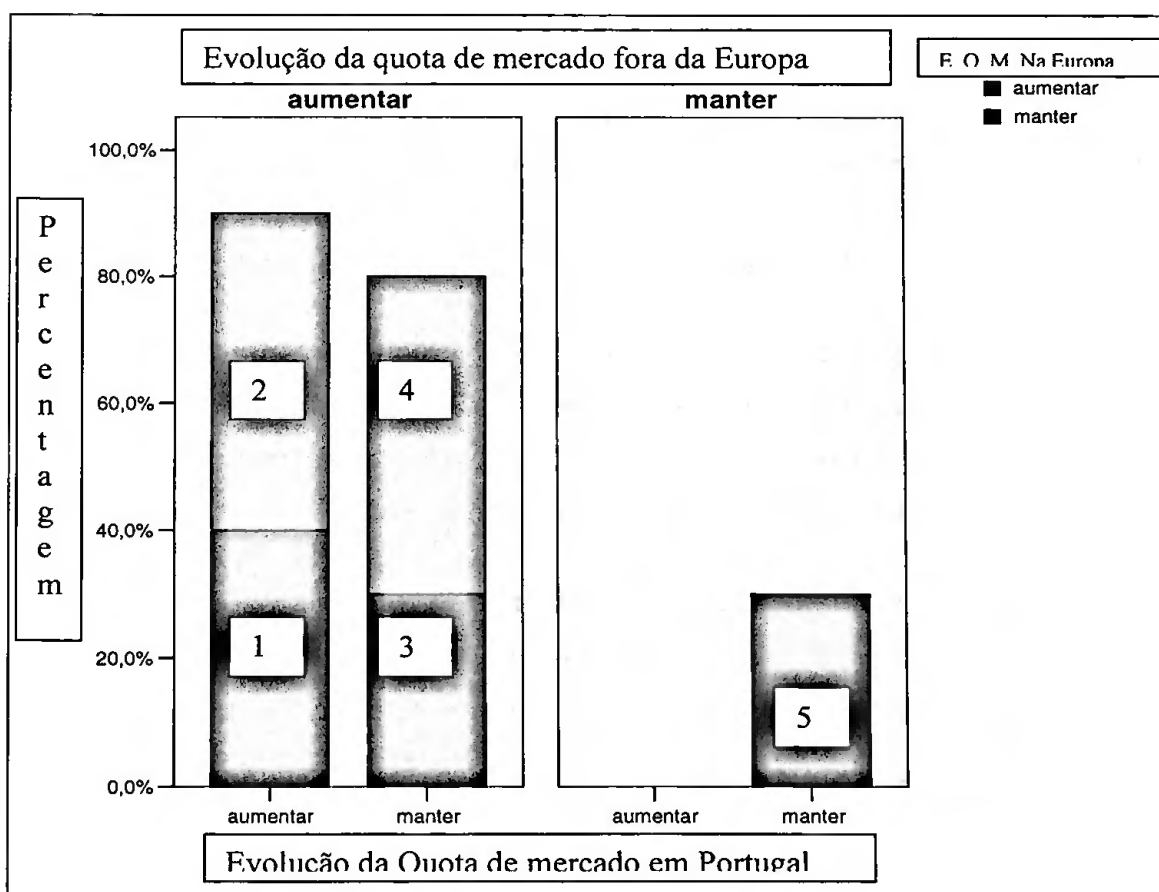 Evolução da quota de mercado fora da Europa
E. Q. M. Na Europa
aumentar
manter
aumentar
manter
100,0%
80,0%
60,0%
40,0%
20,0%
0,0%
Percentagem
2
4
1
3
5
aumentar
manter
aumentar
manter
Evolução da Quota de mercado em Portugal